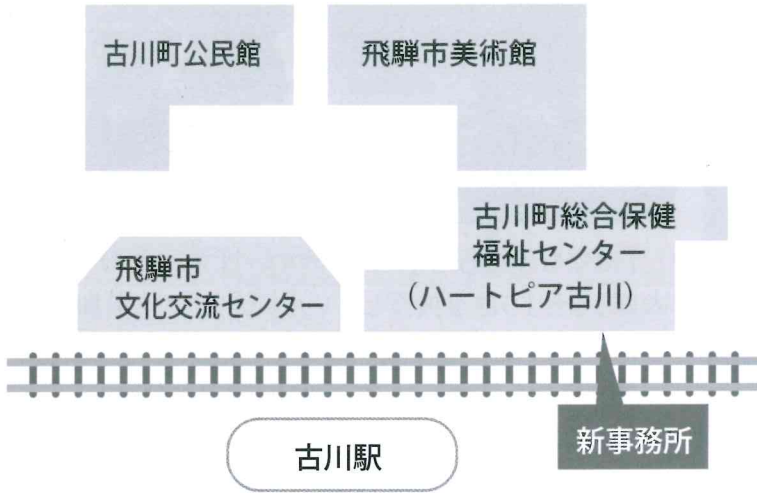 古川町公民館
飛騨市美術館
古川町総合保健
福祉センター
（ハートピア古川）
飛騨市
文化交流センター
新事務所
古川駅